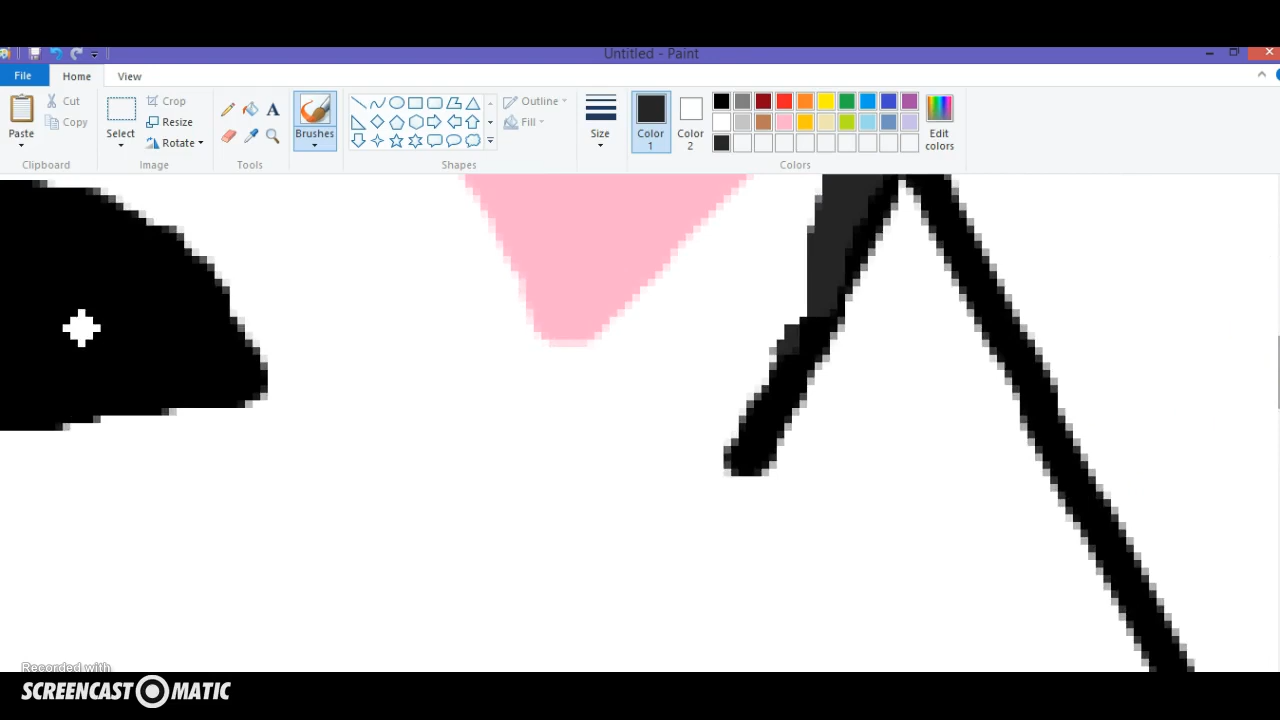 Untitled - Paint
File Home View
Paste
Cut
Copy
Clipboard
Select
Crop
Resize
Rotate
Image
A
Tools
Brushes
Shapes
Outline
Fill
Size
Color 1
Color 2
Edit colors
Colors
Recorded with
SCREENCAST MATIC